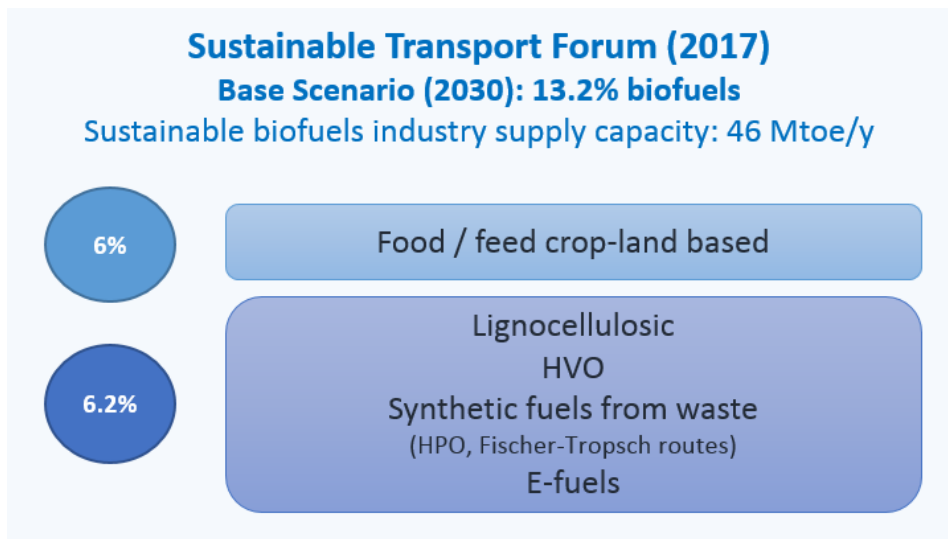 Sustainable Transport Forum (2017)
Base Scenario (2030): 13.2% biofuels
Sustainable biofuels industry supply capacity: 46 Mtoe/y
6%
Food / feed crop-land based
6.2%
Lignocellulosic
HVO
Synthetic fuels from waste
(HPO, Fischer-Tropsch routes)
E-fuels